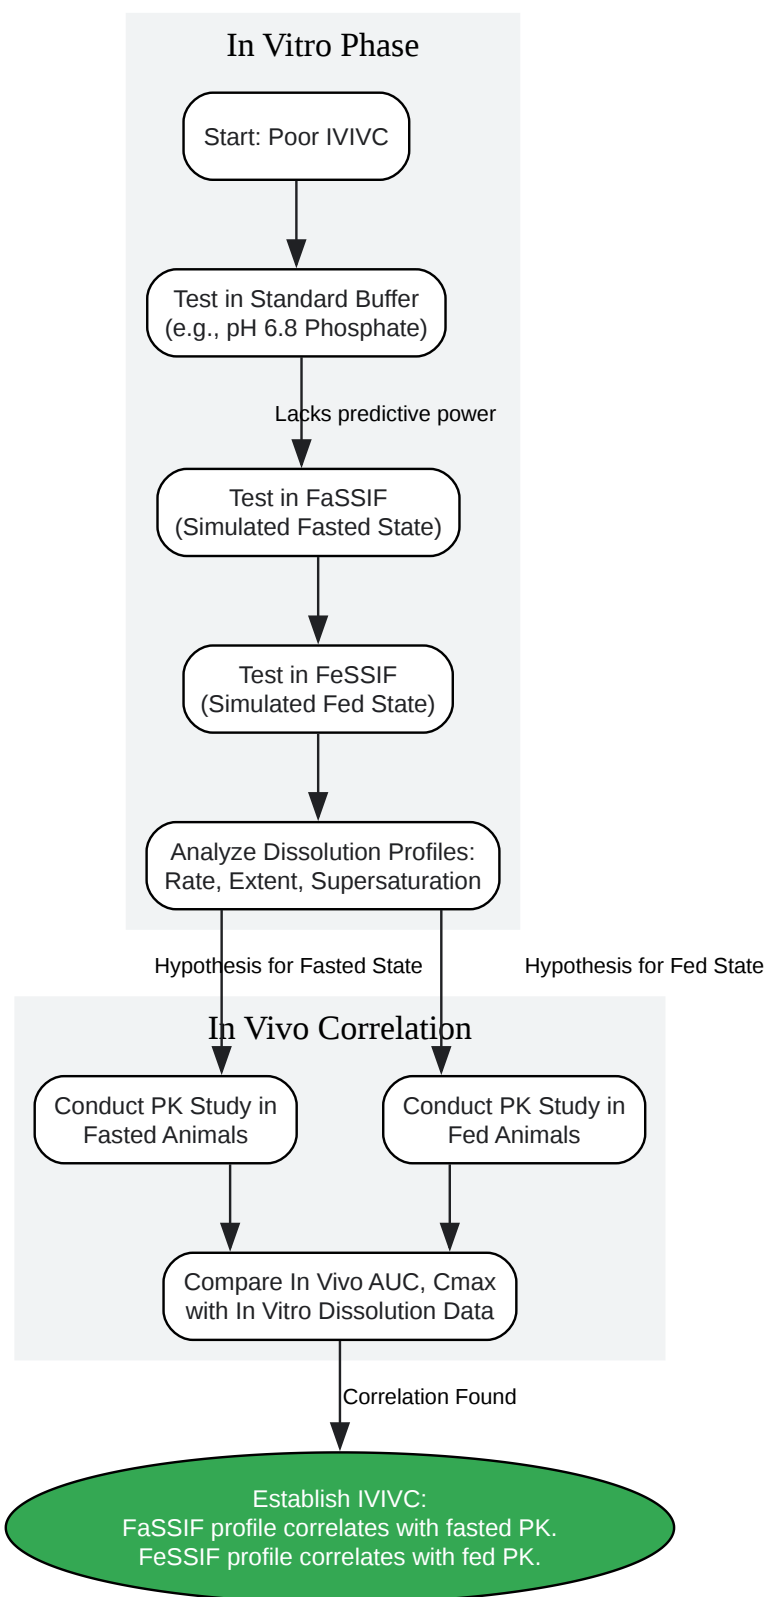 In Vitro Phase
Start: Poor IVIVC
Test in Standard Buffer
(e.g., pH 6.8 Phosphate)
Lacks predictive power
Test in FaSSIF
(Simulated Fasted State)
Test in FeSSIF
(Simulated Fed State)
Analyze Dissolution Profiles:
Rate, Extent, Supersaturation
Hypothesis for Fasted State
Hypothesis for Fed State
In Vivo Correlation
Conduct PK Study in
Fasted Animals
Conduct PK Study in
Fed Animals
Compare In Vivo AUC, Cmax
with In Vitro Dissolution Data
Correlation Found
Establish IVIVC:
FaSSIF profile correlates with fasted PK.
FeSSIF profile correlates with fed PK.